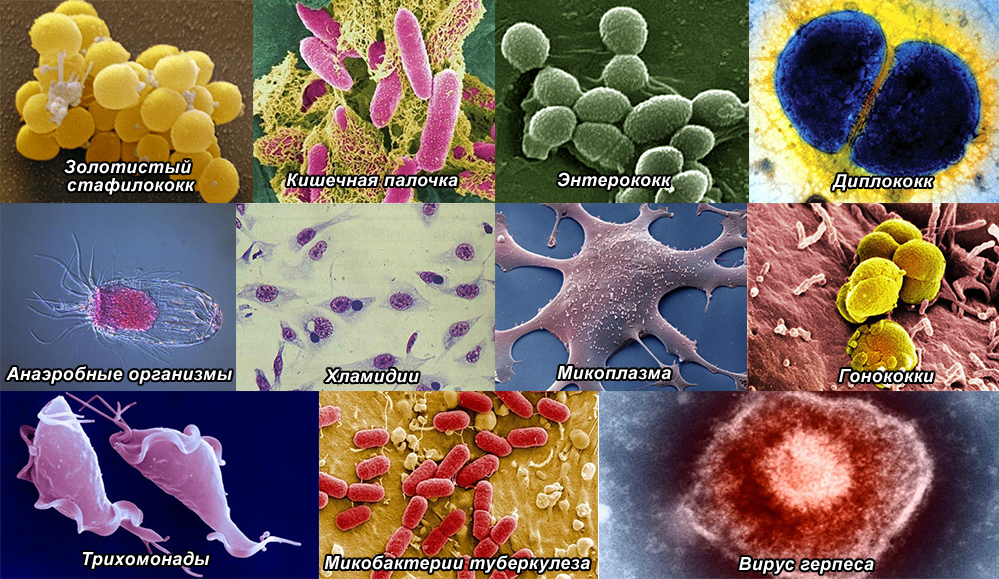 Золотистый
стафилококк
Кишечная палочка
Энтерококк
Диплококк
Анаэробные организмы
Хламидии
Микоплазма
Гонококки
Трихомонады
Микобактерии туберкулеза
Вирус герпеса